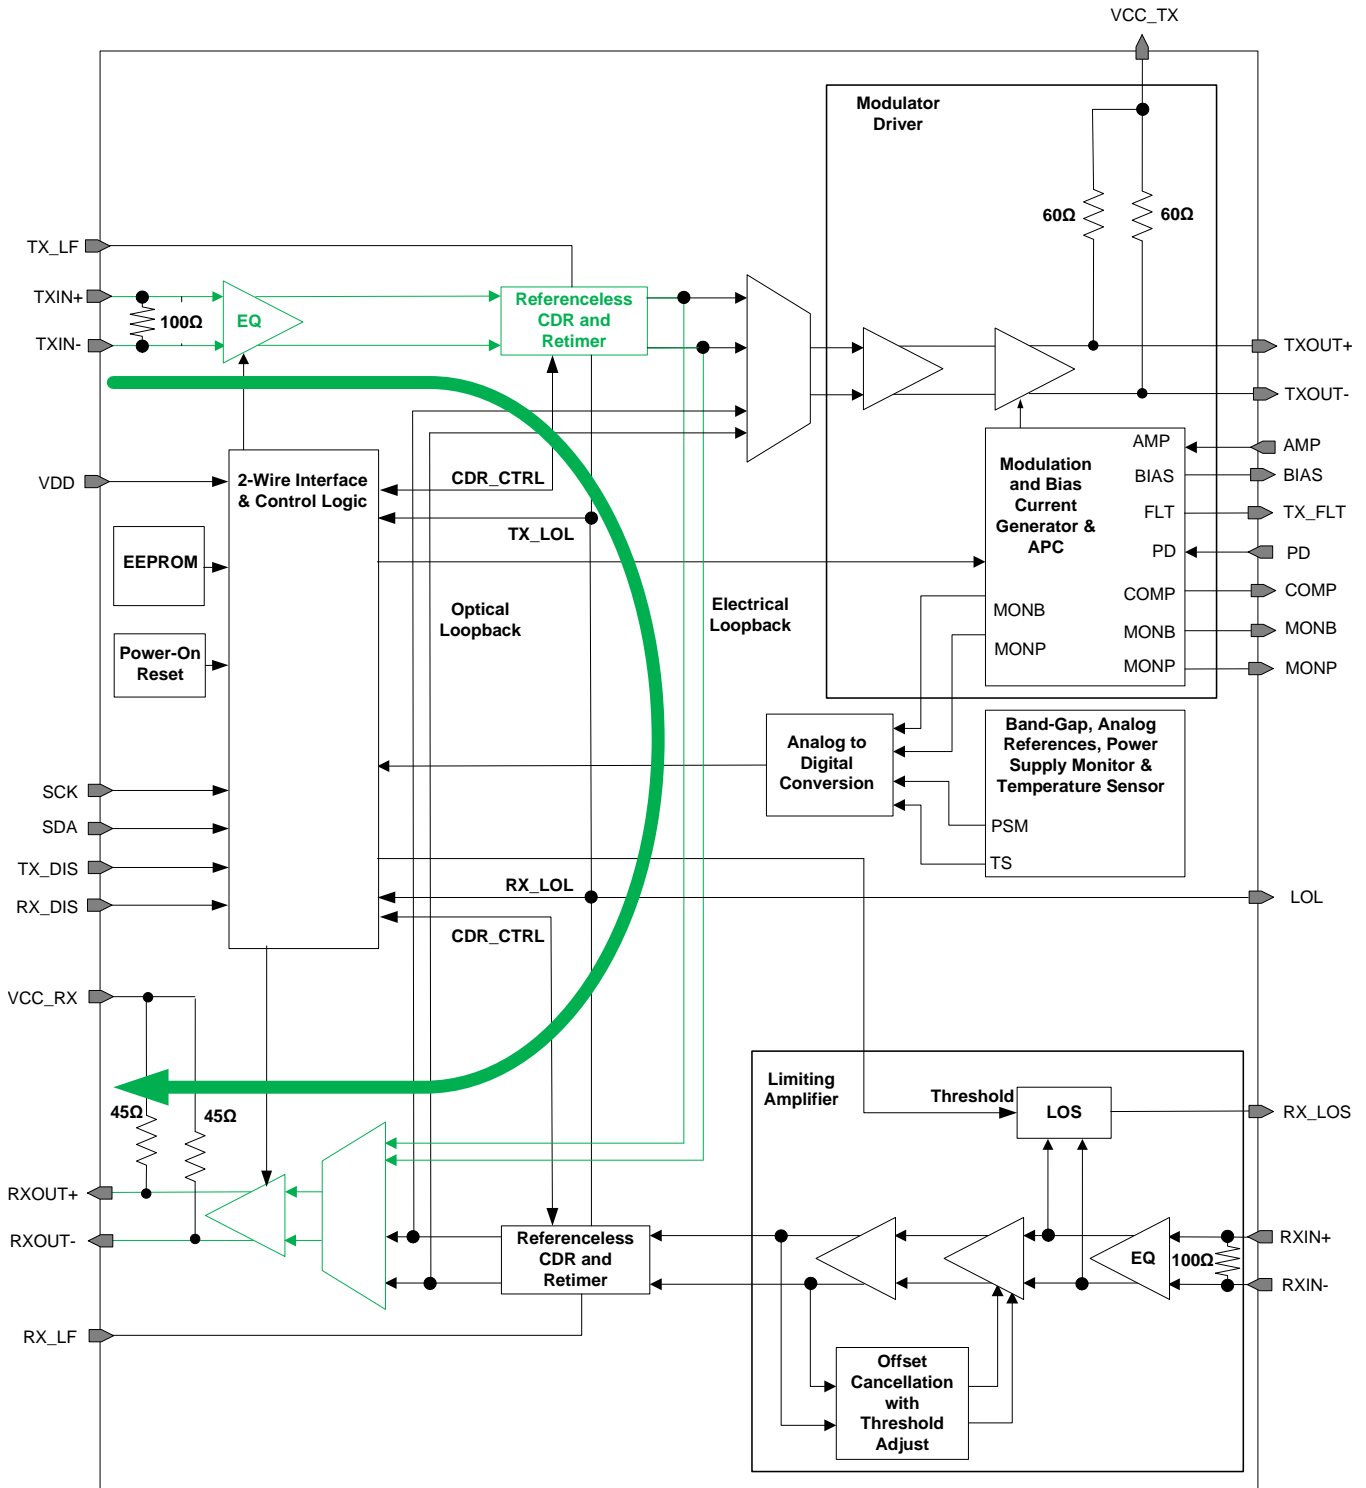 VCC_TX
Modulator
Driver
60Ω
60Ω
TX_LF
TXIN+
100Ω
TXIN-
EQ
Referenceless
CDR and
Retimer
TXOUT+
TXOUT-
VDD
2-Wire Interface
& Control Logic
CDR_CTRL
TX_LOL
EEPROM
Power-On
Reset
Optical
Loopback
Electrical
Loopback
Modulation
and Bias
Current
Generator &
APC
AMP
BIAS
FLT
PD
COMP
MONB
MONP
MONB
MONP
AMP
BIAS
TX_FLT
PD
COMP
MONB
MONP
Analog to
Digital
Conversion
Band-Gap, Analog
References, Power
Supply Monitor &
Temperature Sensor
PSM
TS
SCK
SDA
TX_DIS
RX_DIS
RX_LOL
CDR_CTRL
LOL
VCC_RX
45Ω
45Ω
RXOUT+
RXOUT-
RX_LF
Referenceless
CDR and
Retimer
Limiting
Amplifier
Threshold
LOS
RX_LOS
EQ
100Ω
RXIN+
RXIN-
Offset
Cancellation
with
Threshold
Adjust